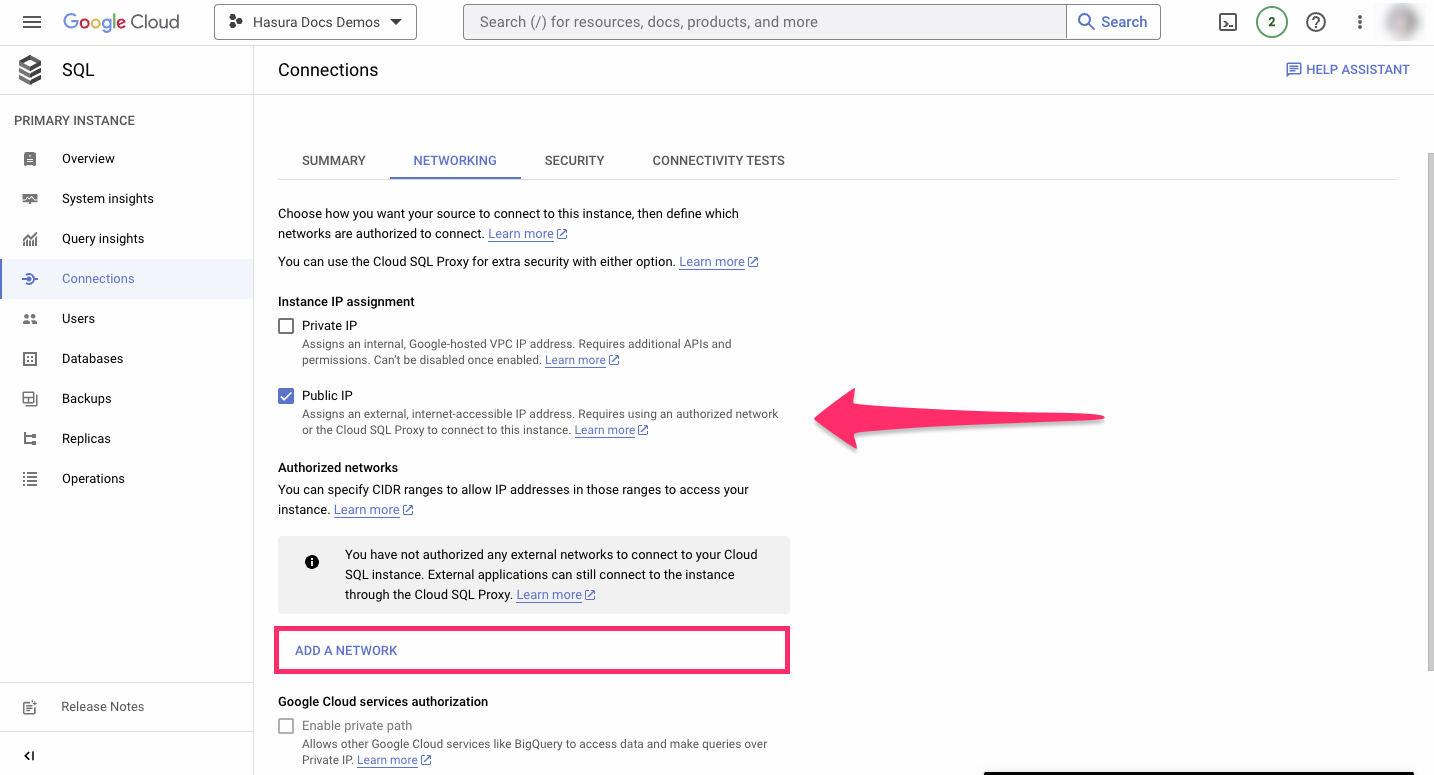 Google Cloud
Hasura Docs Demos
Search (/) for resources, docs, products, and more
Search
2
SQL
Connections
HELP ASSISTANT
PRIMARY INSTANCE
Overview
System insights
Query insights
Connections
Users
Databases
Backups
Replicas
Operations
Release Notes
SUMMARY
NETWORKING
SECURITY
CONNECTIVITY TESTS
Choose how you want your source to connect to this instance, then define which
networks are authorized to connect. Learn more
You can use the Cloud SQL Proxy for extra security with either option. Learn more
Instance IP assignment
Private IP
Assigns an internal, Google-hosted VPC IP address. Requires additional APIs and
permissions. Can't be disabled once enabled. Learn more
Public IP
Assigns an external, internet-accessible IP address. Requires using an authorized network
or the Cloud SQL Proxy to connect to this instance. Learn more
Authorized networks
You can specify CIDR ranges to allow IP addresses in those ranges to access your
instance. Learn more
You have not authorized any external networks to connect to your Cloud
SQL instance. External applications can still connect to the instance
through the Cloud SQL Proxy. Learn more
ADD A NETWORK
Google Cloud services authorization
Enable private path
Allows other Google Cloud services like BigQuery to access data and make queries over
Private IP. Learn more